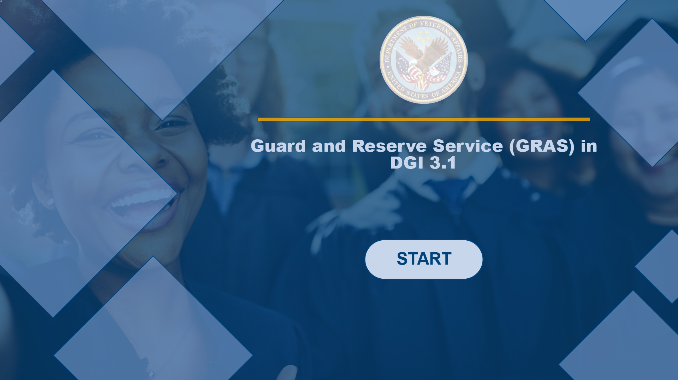 Guard and Reserve Service (GRAS) in
DGI 3.1
START